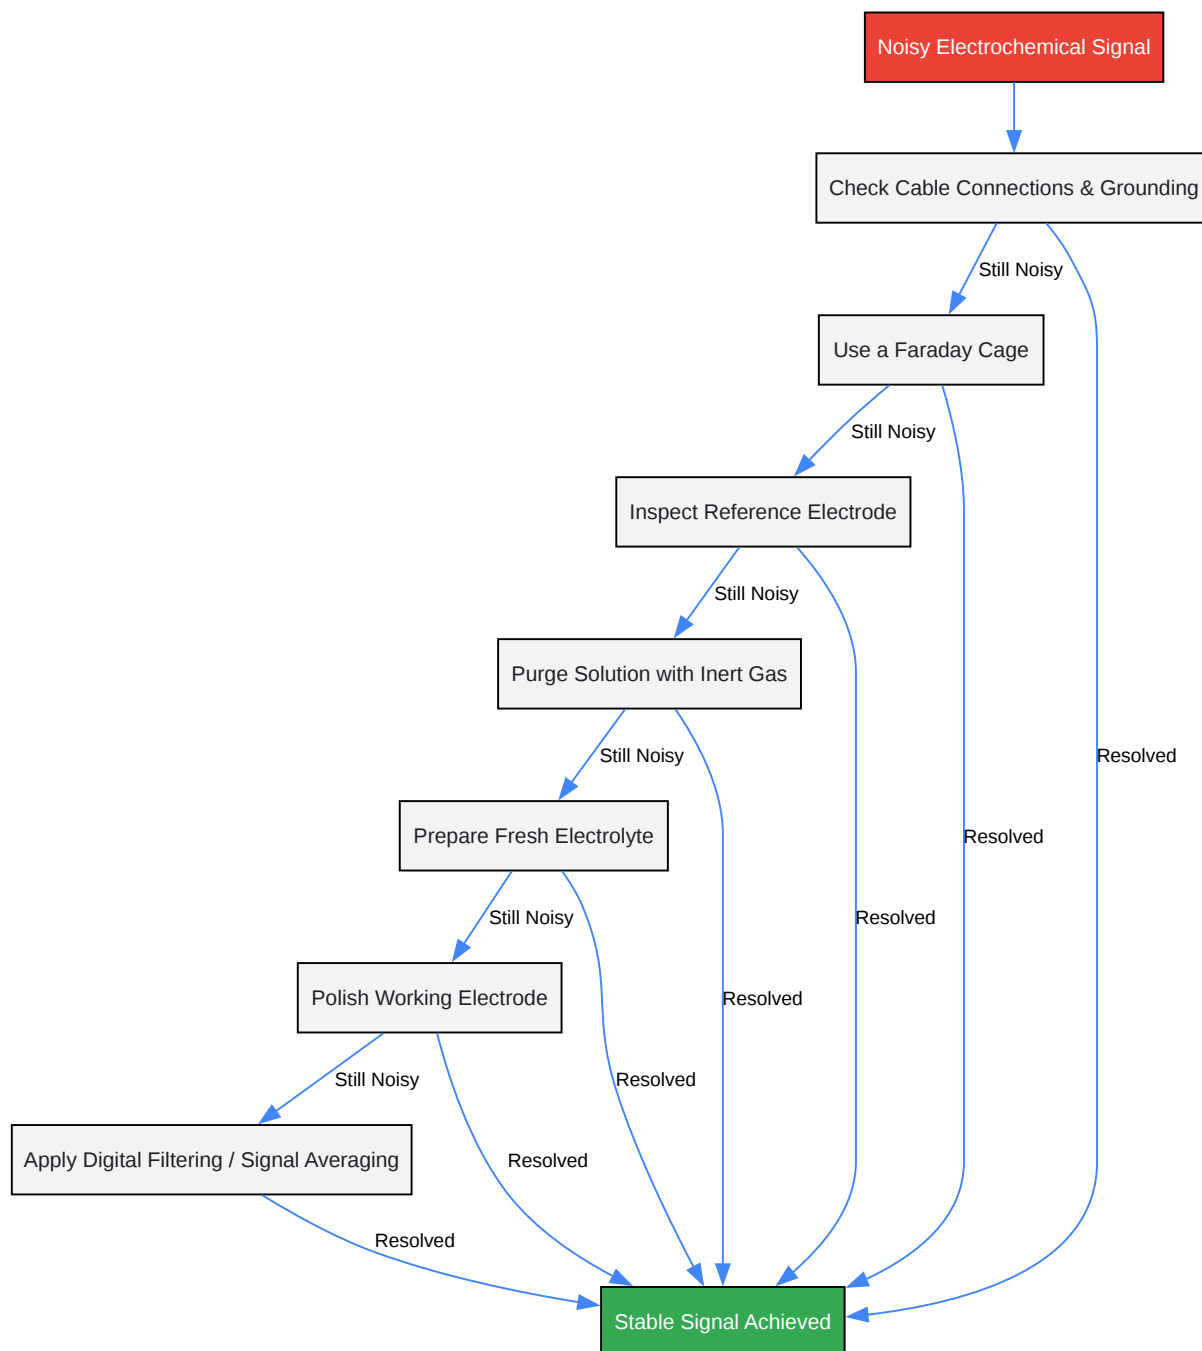 Noisy Electrochemical Signal
Check Cable Connections & Grounding
Still Noisy
Use a Faraday Cage
Still Noisy
Inspect Reference Electrode
Still Noisy
Purge Solution with Inert Gas
Still Noisy
Resolved
Prepare Fresh Electrolyte
Resolved
Still Noisy
Resolved
Polish Working Electrode
Resolved
Still Noisy
Resolved
Apply Digital Filtering / Signal Averaging
Resolved
Resolved
Stable Signal Achieved